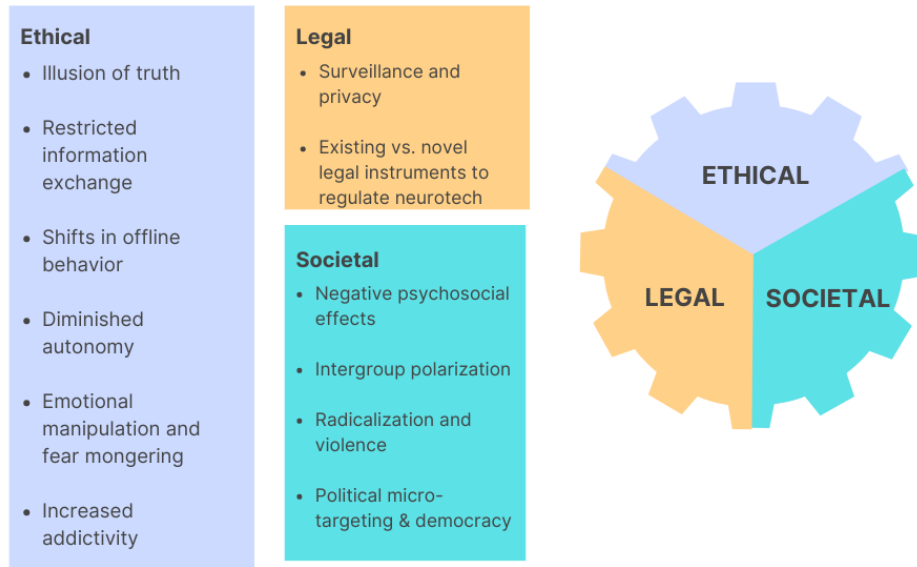 Ethical
• Illusion of truth
• Restricted
information
exchange
• Shifts in offline
behavior
• Diminished
autonomy
• Emotional
manipulation and
fear mongering
• Increased
addictivity
Legal
• Surveillance and
privacy
• Existing vs. novel
legal instruments to
regulate neurotech
Societal
• Negative psychosocial
effects
• Intergroup polarization
• Radicalization and
violence
• Political micro-
targeting & democracy
ETHICAL
LEGAL
SOCIETAL